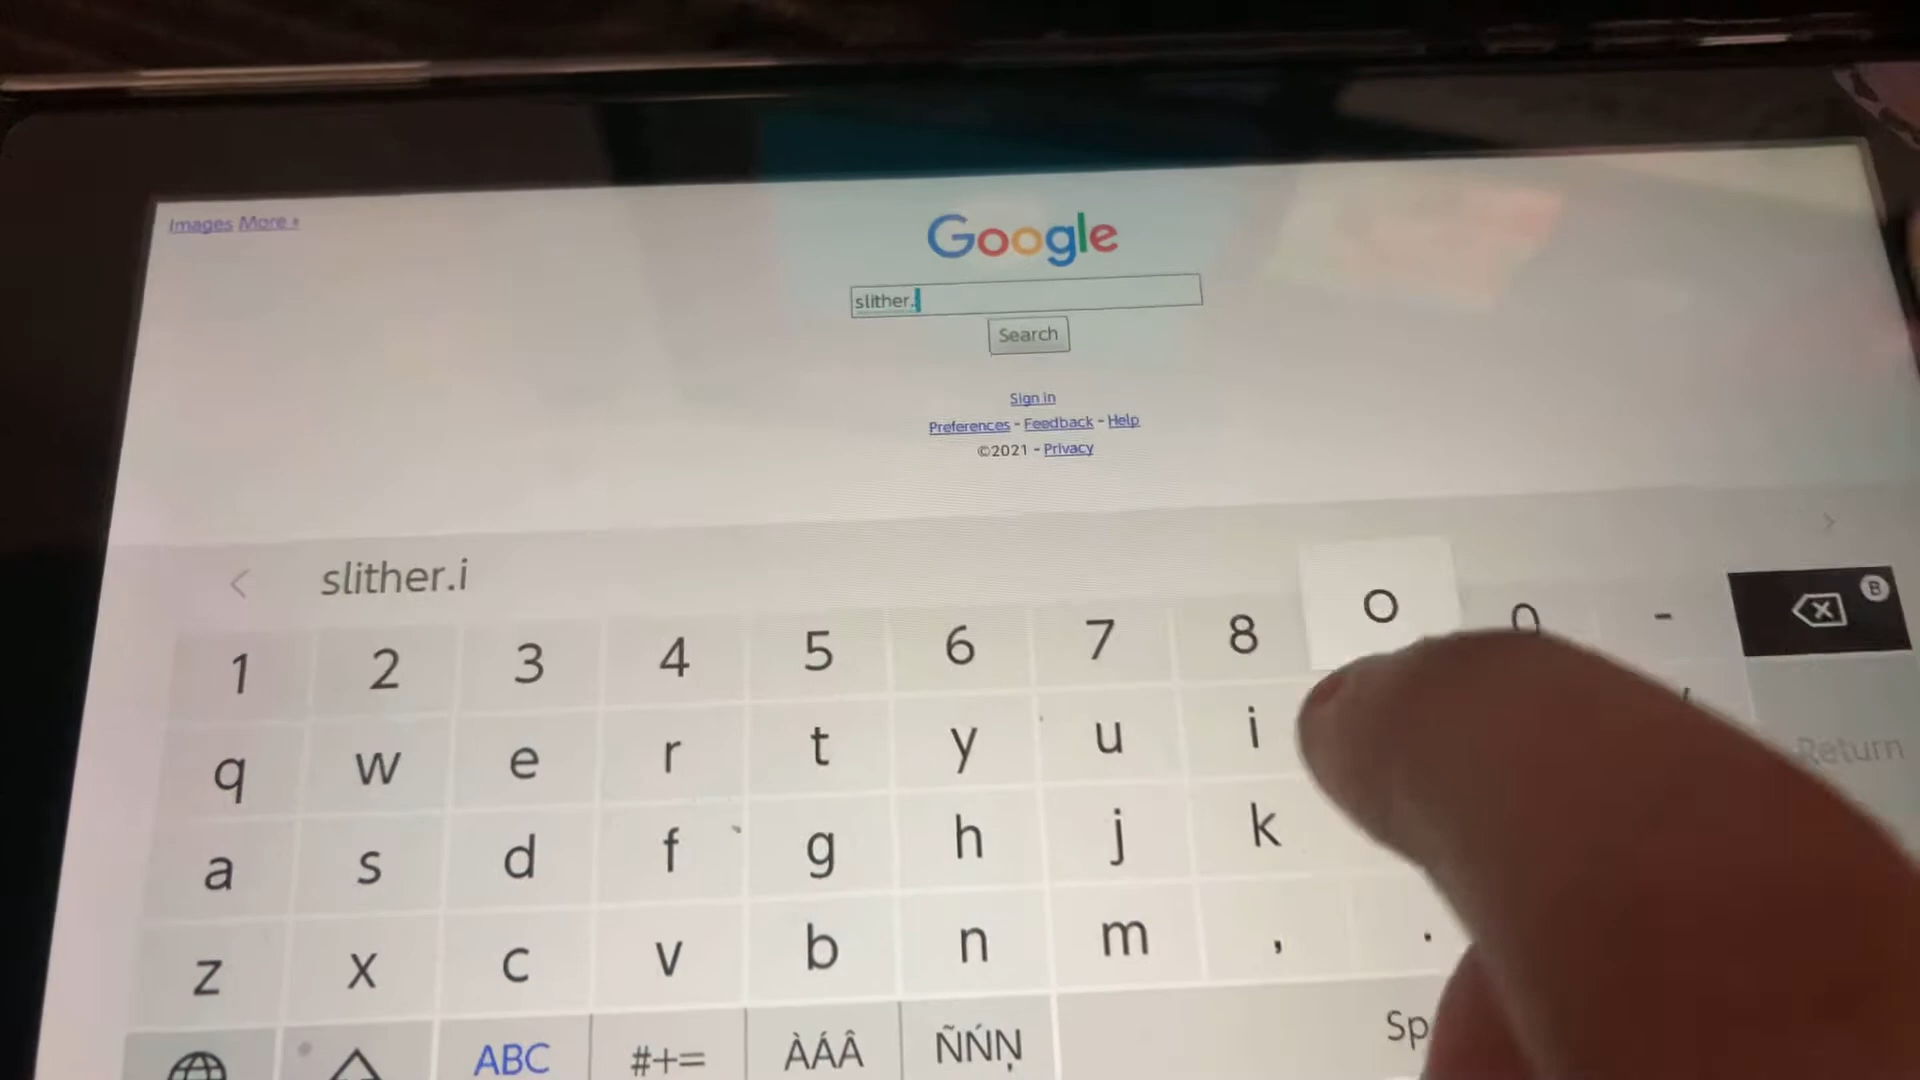 Images More »
Google
slither.
Search
Sign in
Preferences - Feedback - Help
©2021 - Privacy
< slither.i >
1 2 3 4 5 6 7 8 o 0 - B
q w e r t y u i Return
a s d f g h j k
z x c v b n m , .
ABC #+= ÀÁÂ ÑŃŅ Sp